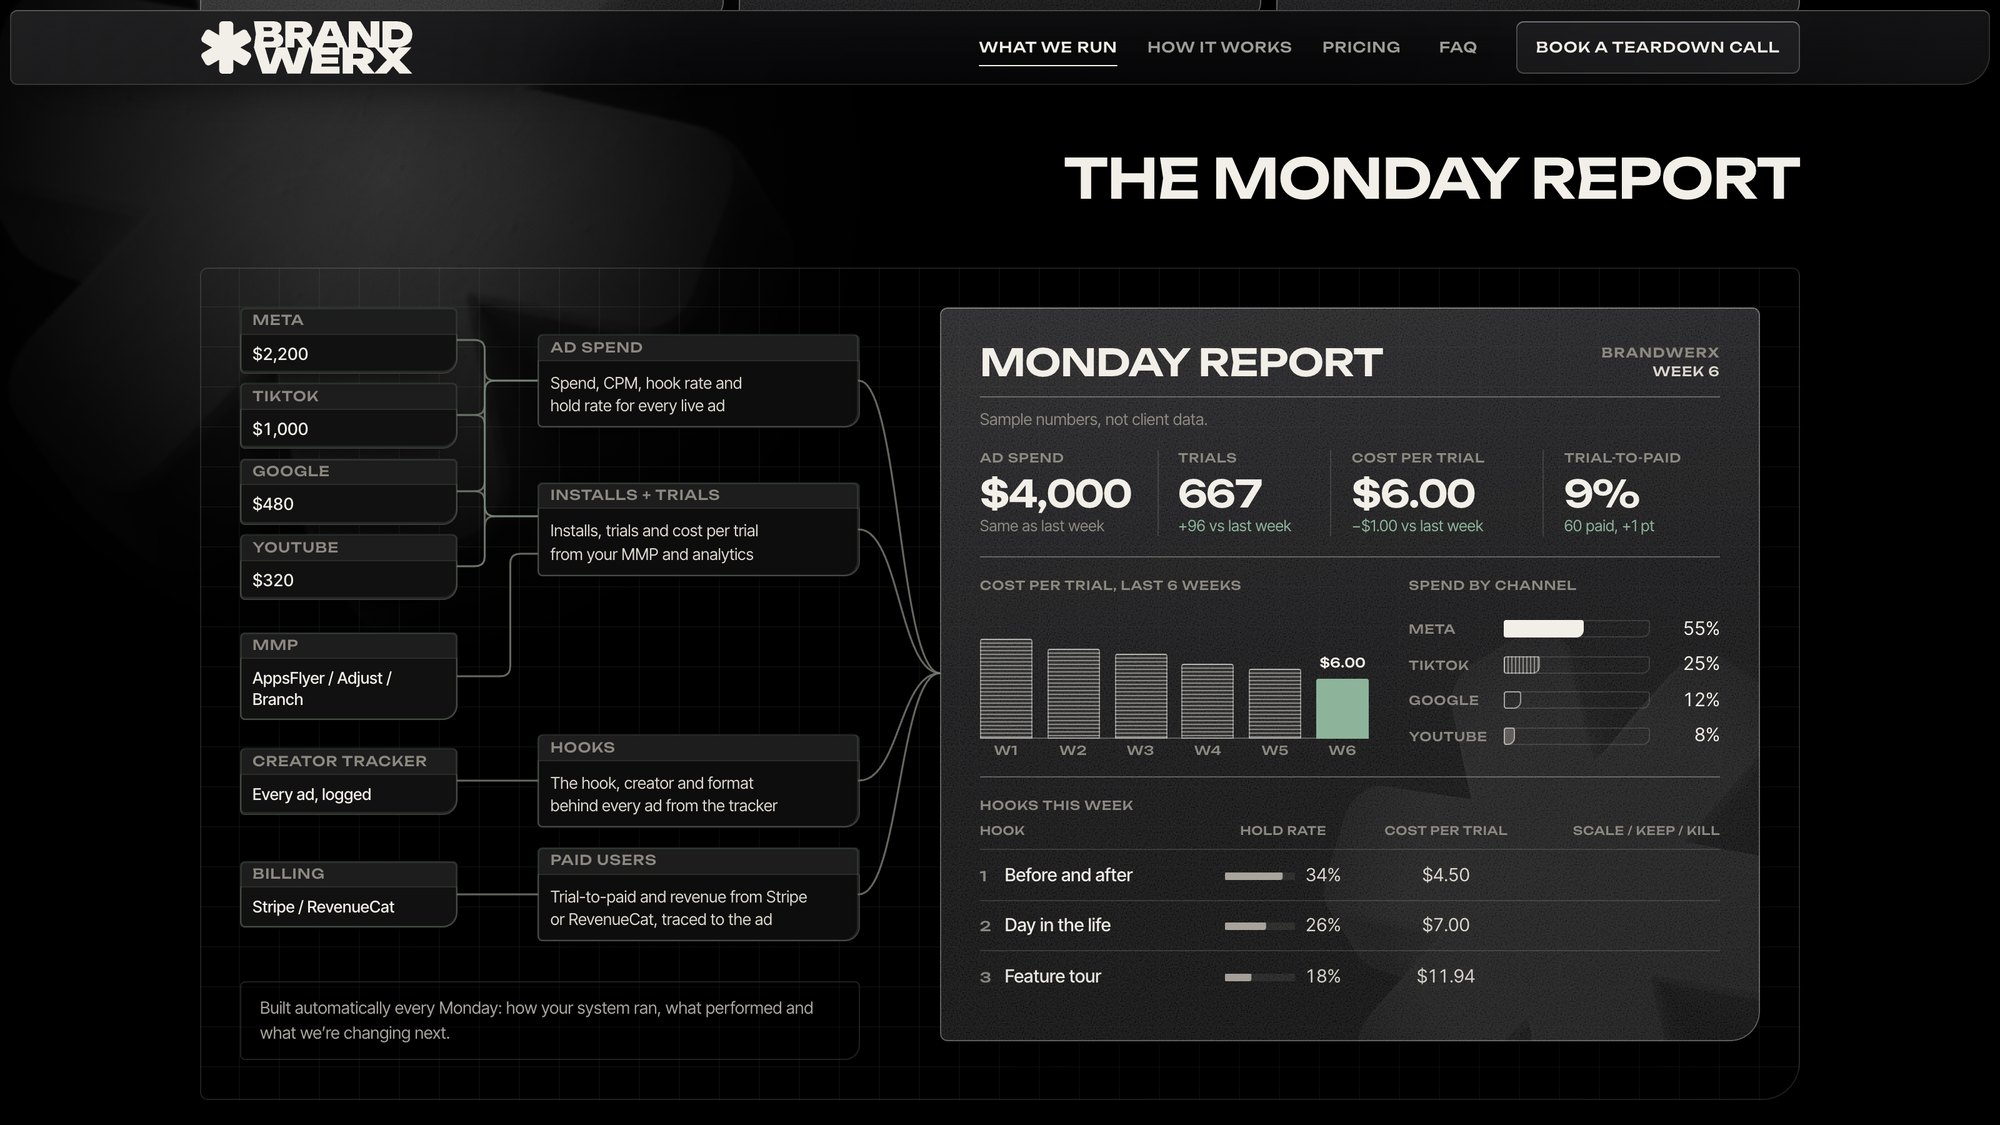 BRAND
WERX
WHAT WE RUN
HOW IT WORKS
PRICING
FAQ
BOOK A TEARDOWN CALL
THE MONDAY REPORT
META
$2,200
TIKTOK
$1,000
GOOGLE
$480
YOUTUBE
$320
MMP
AppsFlyer / Adjust /
Branch
CREATOR TRACKER
Every ad, logged
BILLING
Stripe / RevenueCat
AD SPEND
Spend, CPM, hook rate and
hold rate for every live ad
INSTALLS + TRIALS
Installs, trials and cost per trial
from your MMP and analytics
HOOKS
The hook, creator and format
behind every ad from the tracker
PAID USERS
Trial-to-paid and revenue from Stripe
or RevenueCat, traced to the ad
Built automatically every Monday: how your system ran, what performed and
what we’re changing next.
MONDAY REPORT
BRANDWERX
WEEK 6
Sample numbers, not client data.
AD SPEND
$4,000
Same as last week
TRIALS
667
+96 vs last week
COST PER TRIAL
$6.00
−$1.00 vs last week
TRIAL-TO-PAID
9%
60 paid, +1 pt
COST PER TRIAL, LAST 6 WEEKS
$6.00
W1 W2 W3 W4 W5 W6
SPEND BY CHANNEL
META 55%
TIKTOK 25%
GOOGLE 12%
YOUTUBE 8%
HOOKS THIS WEEK
HOOK HOLD RATE COST PER TRIAL SCALE / KEEP / KILL
1 Before and after 34% $4.50
2 Day in the life 26% $7.00
3 Feature tour 18% $11.94